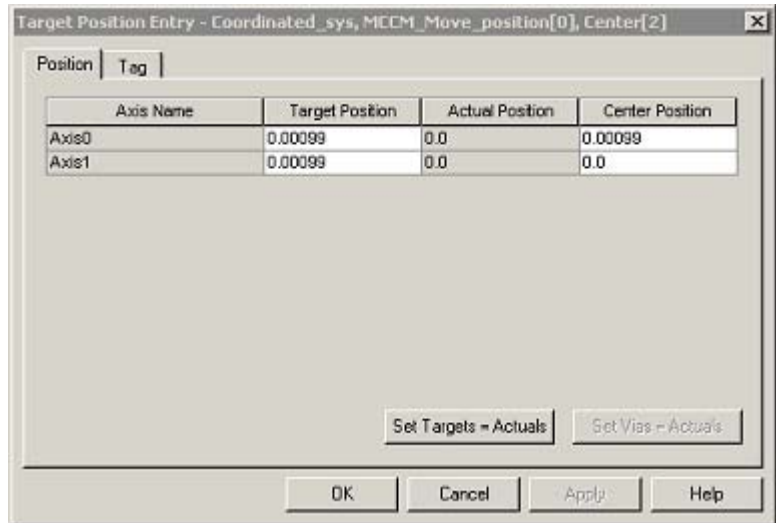 Target Position Entry - Coordinated_sys, MCCM_Move_position[0], Center[2]
Position Tag
Axis Name Target Position Actual Position Center Position
Axis0 0.00099 0.0 0.00099
Axis1 0.00099 0.0 0.0
Set Targets = Actuals Set Vias = Actuals
OK Cancel Apply Help